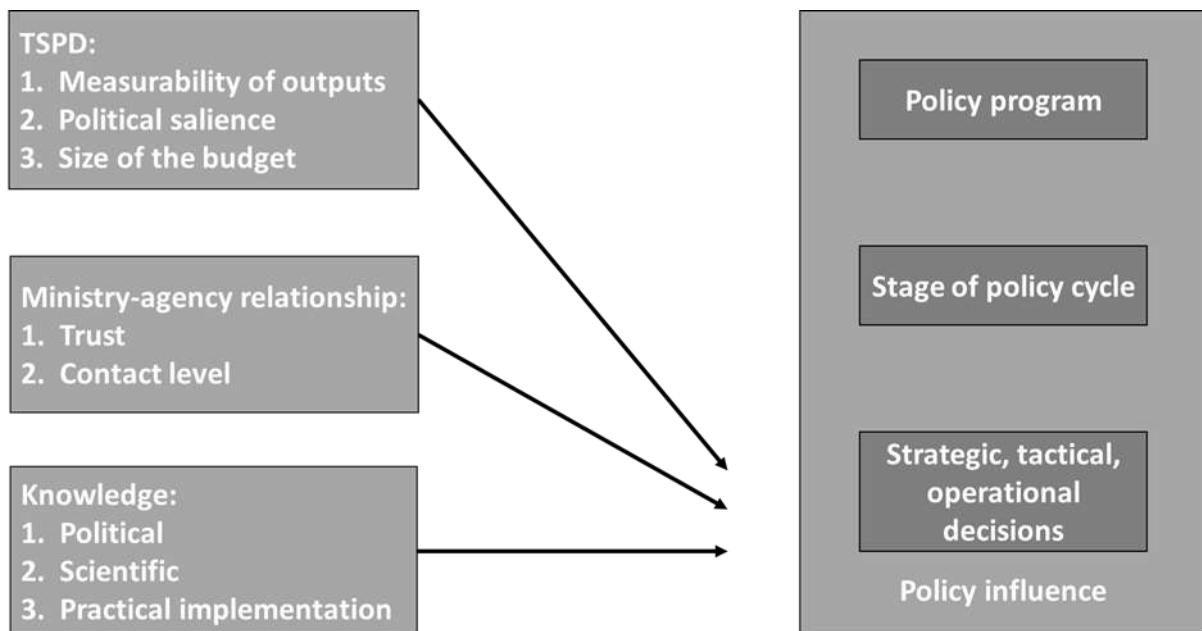 TSPD:
1. Measurability of outputs
2. Political salience
3. Size of the budget
Ministry-agency relationship:
1. Trust
2. Contact level
Knowledge:
1. Political
2. Scientific
3. Practical implementation
Policy program
Stage of policy cycle
Strategic, tactical,
operational
decisions
Policy influence